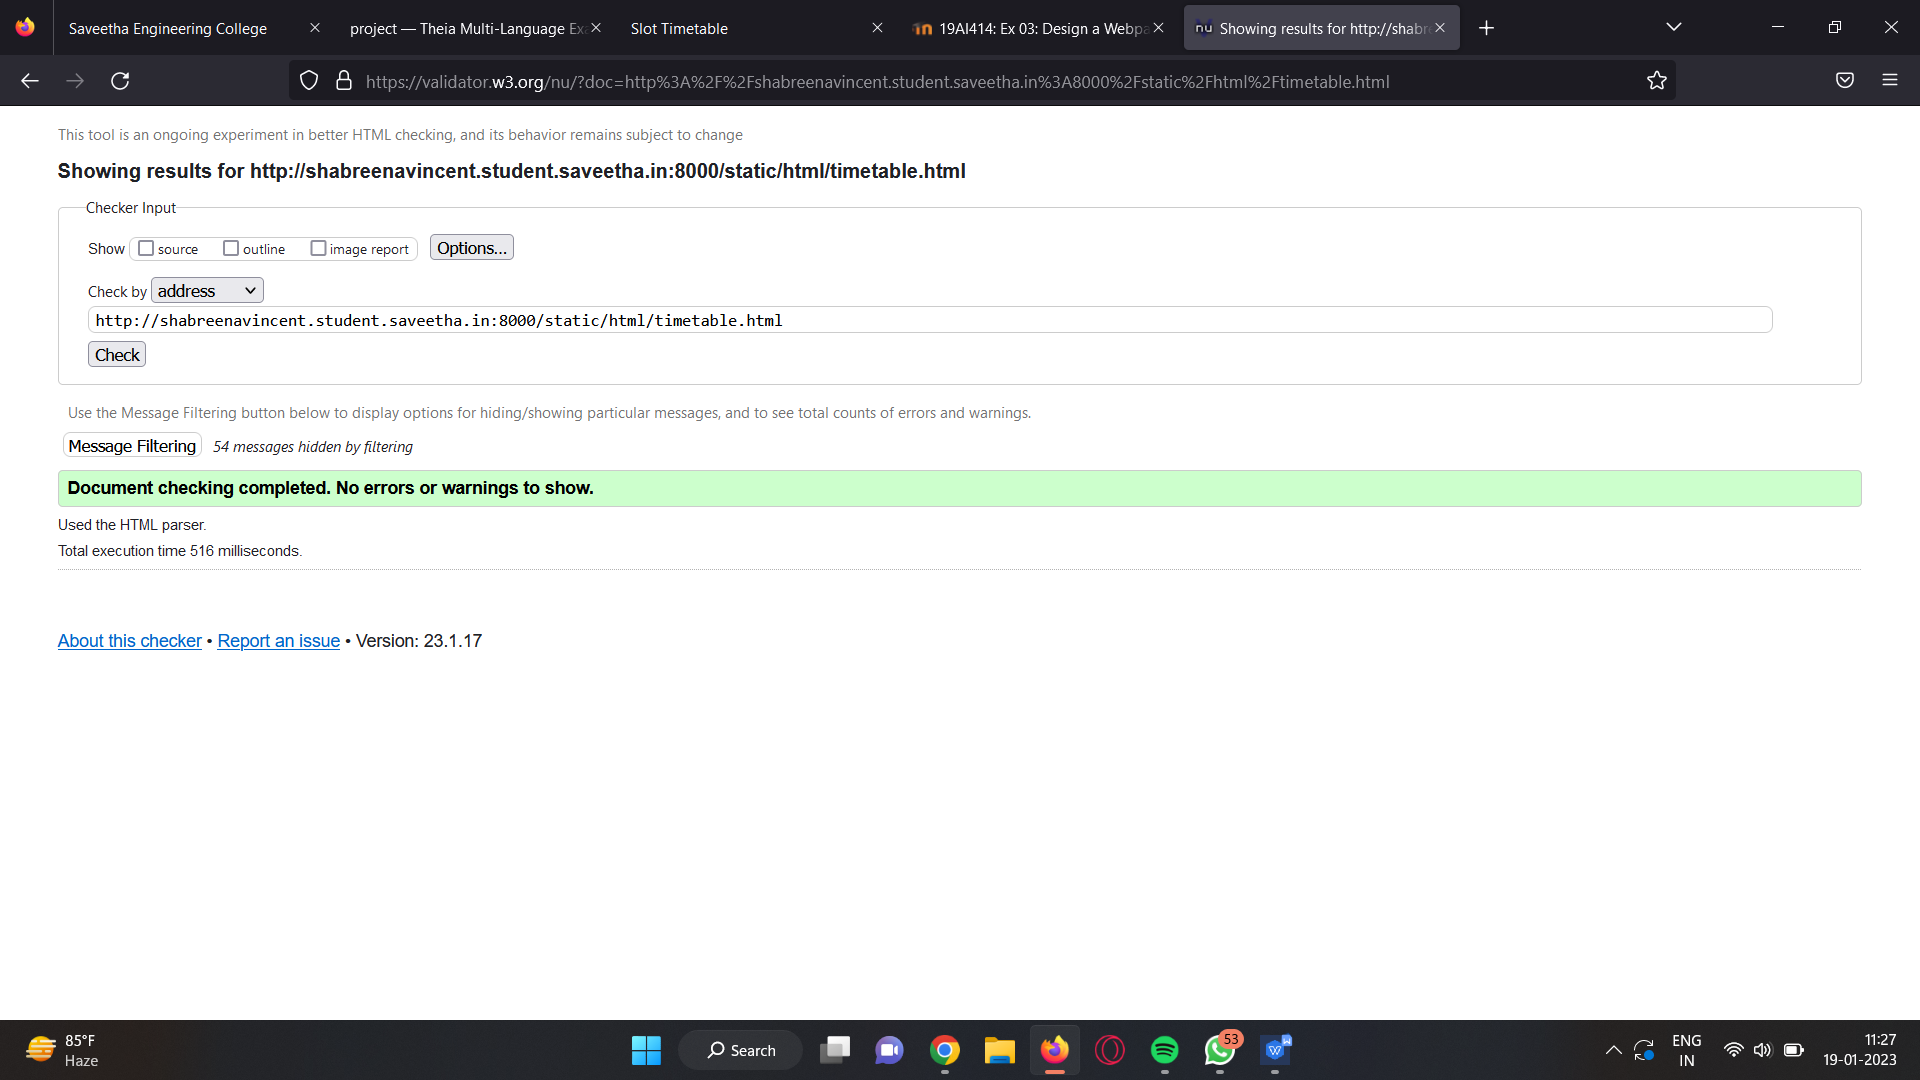 Saveetha Engineering College
project — Theia Multi-Language Ex
Slot Timetable
19AI414: Ex 03: Design a Webpa
nu Showing results for http://shabre
https://validator.w3.org/nu/?doc=http%3A%2F%2Fshabreenavincent.student.saveetha.in%3A8000%2Fstatic%2Fhtml%2Ftimetable.html
This tool is an ongoing experiment in better HTML checking, and its behavior remains subject to change
Showing results for http://shabreenavincent.student.saveetha.in:8000/static/html/timetable.html
Checker Input
Show source outline image report Options...
Check by address
http://shabreenavincent.student.saveetha.in:8000/static/html/timetable.html
Check
Use the Message Filtering button below to display options for hiding/showing particular messages, and to see total counts of errors and warnings.
Message Filtering 54 messages hidden by filtering
Document checking completed. No errors or warnings to show.
Used the HTML parser.
Total execution time 516 milliseconds.
About this checker • Report an issue • Version: 23.1.17
85°F
Haze
Search
53
ENG
IN
11:27
19-01-2023